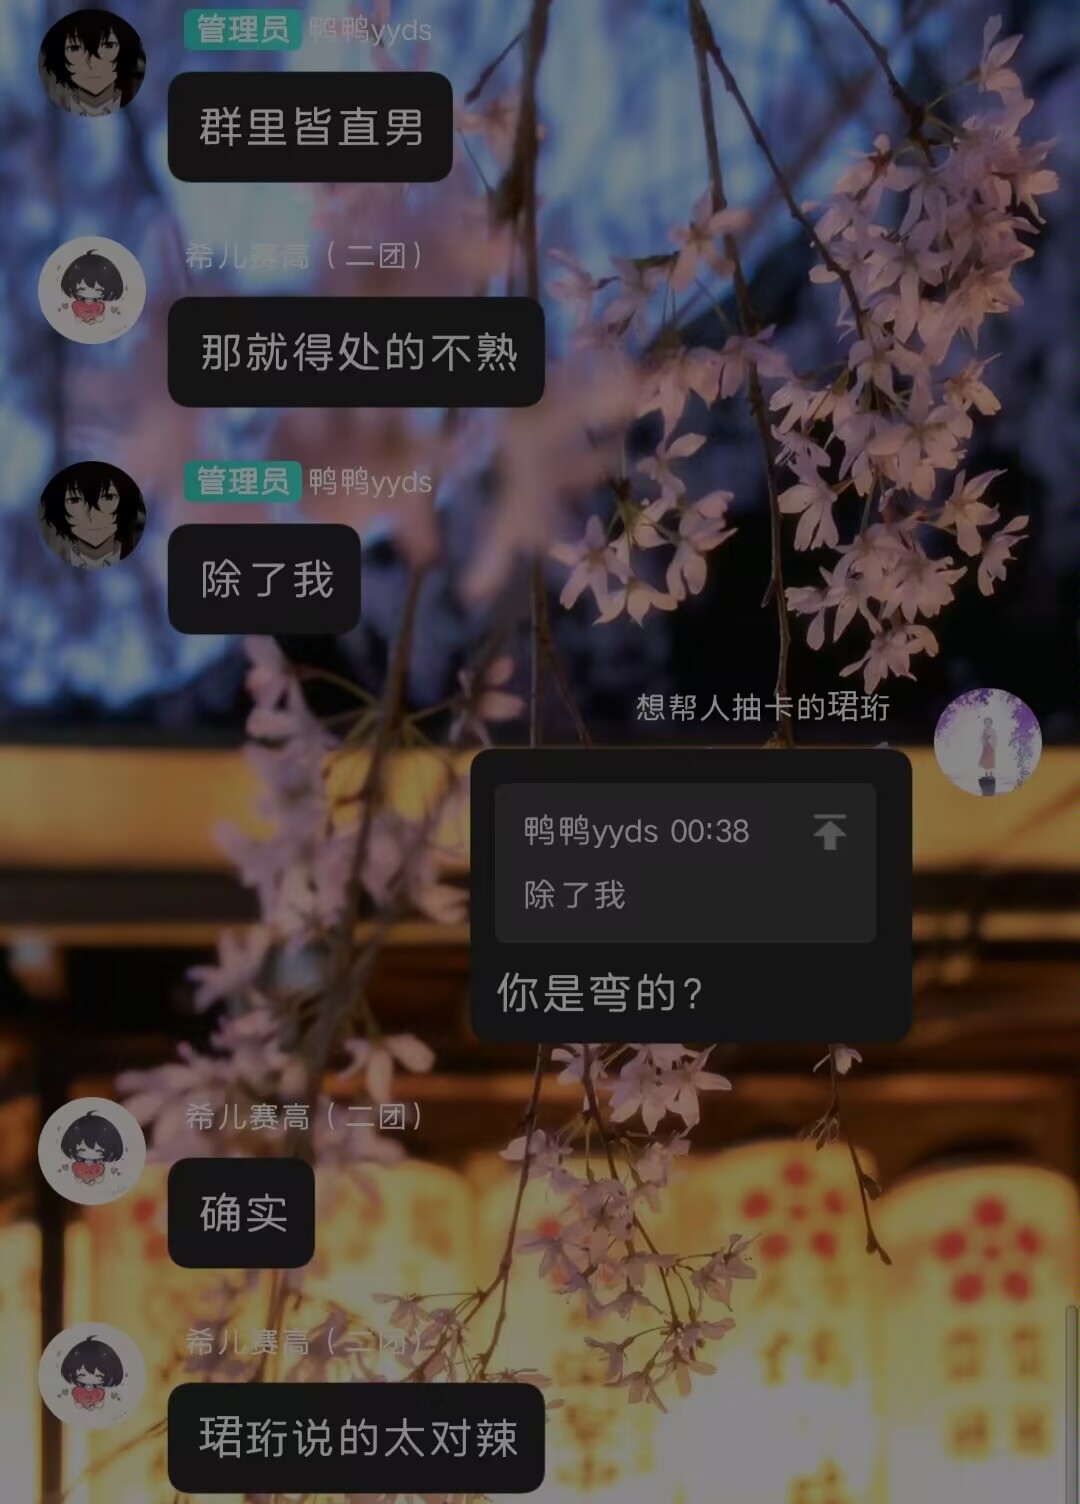 管理员 鸭鸭yyds
群里皆直男
希儿赛高（二团）
那就得处的不熟
管理员 鸭鸭yyds
除了我
想帮人抽卡的珺珩
鸭鸭yyds 00:38
除了我
你是弯的?
希儿赛高（二团）
确实
希儿赛高（二团）
珺珩说的太对辣